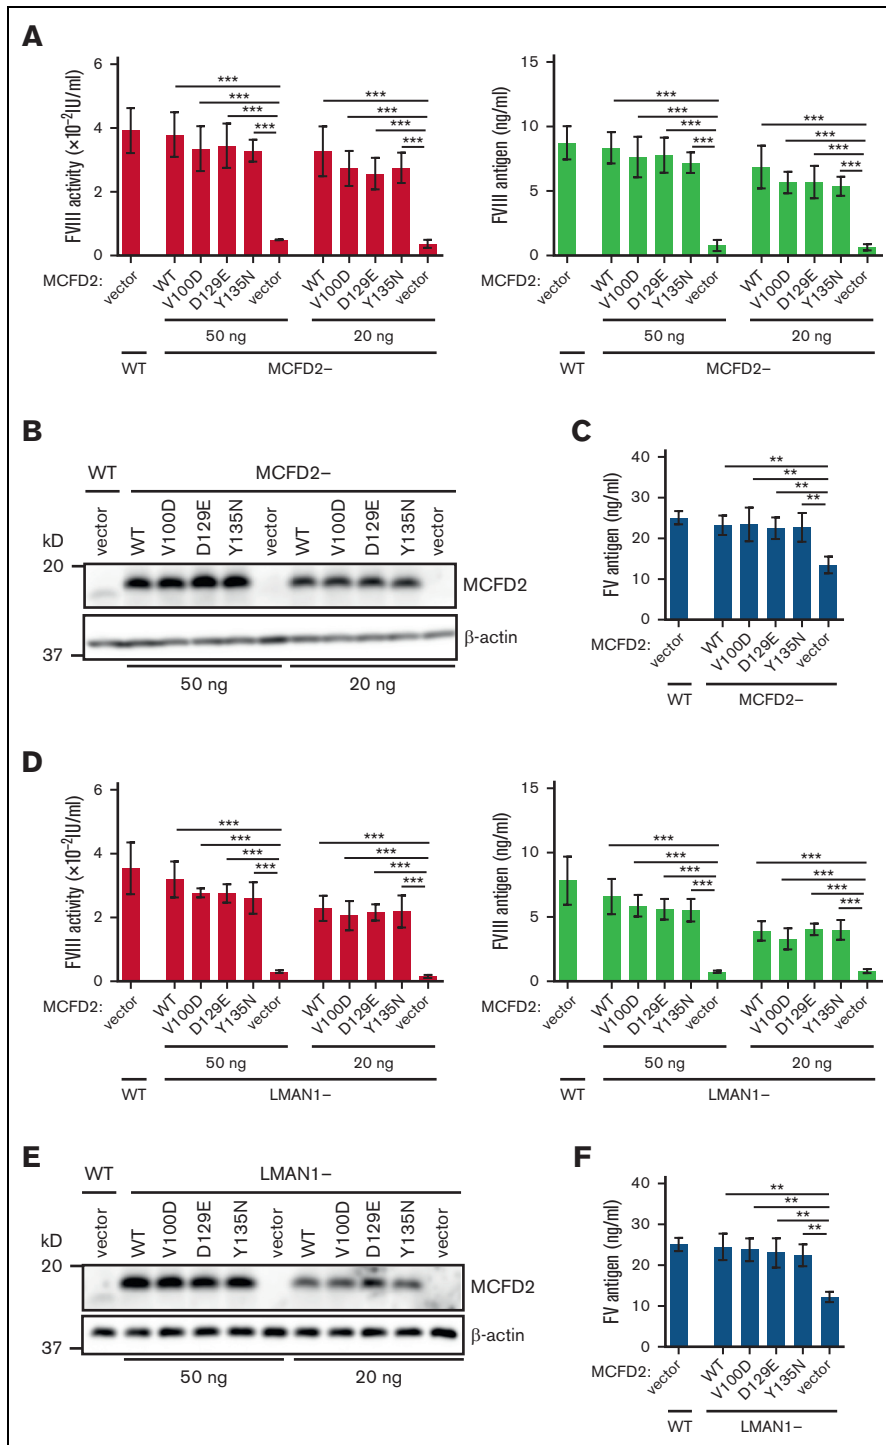 A
FVIII activity (×10⁻²IU/ml)
6
4
2
0
*** *** *** *** *** *** *** ***
MCFD2: vector WT V100D D129E Y135N vector WT V100D D129E Y135N vector
50 ng 20 ng
WT MCFD2–
FVIII antigen (ng/ml)
15
10
5
0
*** *** *** *** *** *** *** ***
MCFD2: vector WT V100D D129E Y135N vector WT V100D D129E Y135N vector
50 ng 20 ng
WT MCFD2–
B
WT MCFD2–
kD vector WT V100D D129E Y135N vector WT V100D D129E Y135N vector
20
MCFD2
β-actin
37
50 ng 20 ng
C
FV antigen (ng/ml)
40
30
20
10
0
** ** ** **
MCFD2: vector WT V100D D129E Y135N vector
WT MCFD2–
D
FVIII activity (×10⁻²IU/ml)
6
4
2
0
*** *** *** *** *** *** *** ***
MCFD2: vector WT V100D D129E Y135N vector WT V100D D129E Y135N vector
50 ng 20 ng
WT LMAN1–
FVIII antigen (ng/ml)
15
10
5
0
*** *** *** *** *** *** *** ***
vector WT V100D D129E Y135N vector WT V100D D129E Y135N vector
50 ng 20 ng
WT LMAN1–
E
WT LMAN1–
kD vector WT V100D D129E Y135N vector WT V100D D129E Y135N vector
20
MCFD2
β-actin
37
50 ng 20 ng
F
FV antigen (ng/ml)
40
30
20
10
0
** ** ** **
MCFD2: vector WT V100D D129E Y135N vector
WT LMAN1–